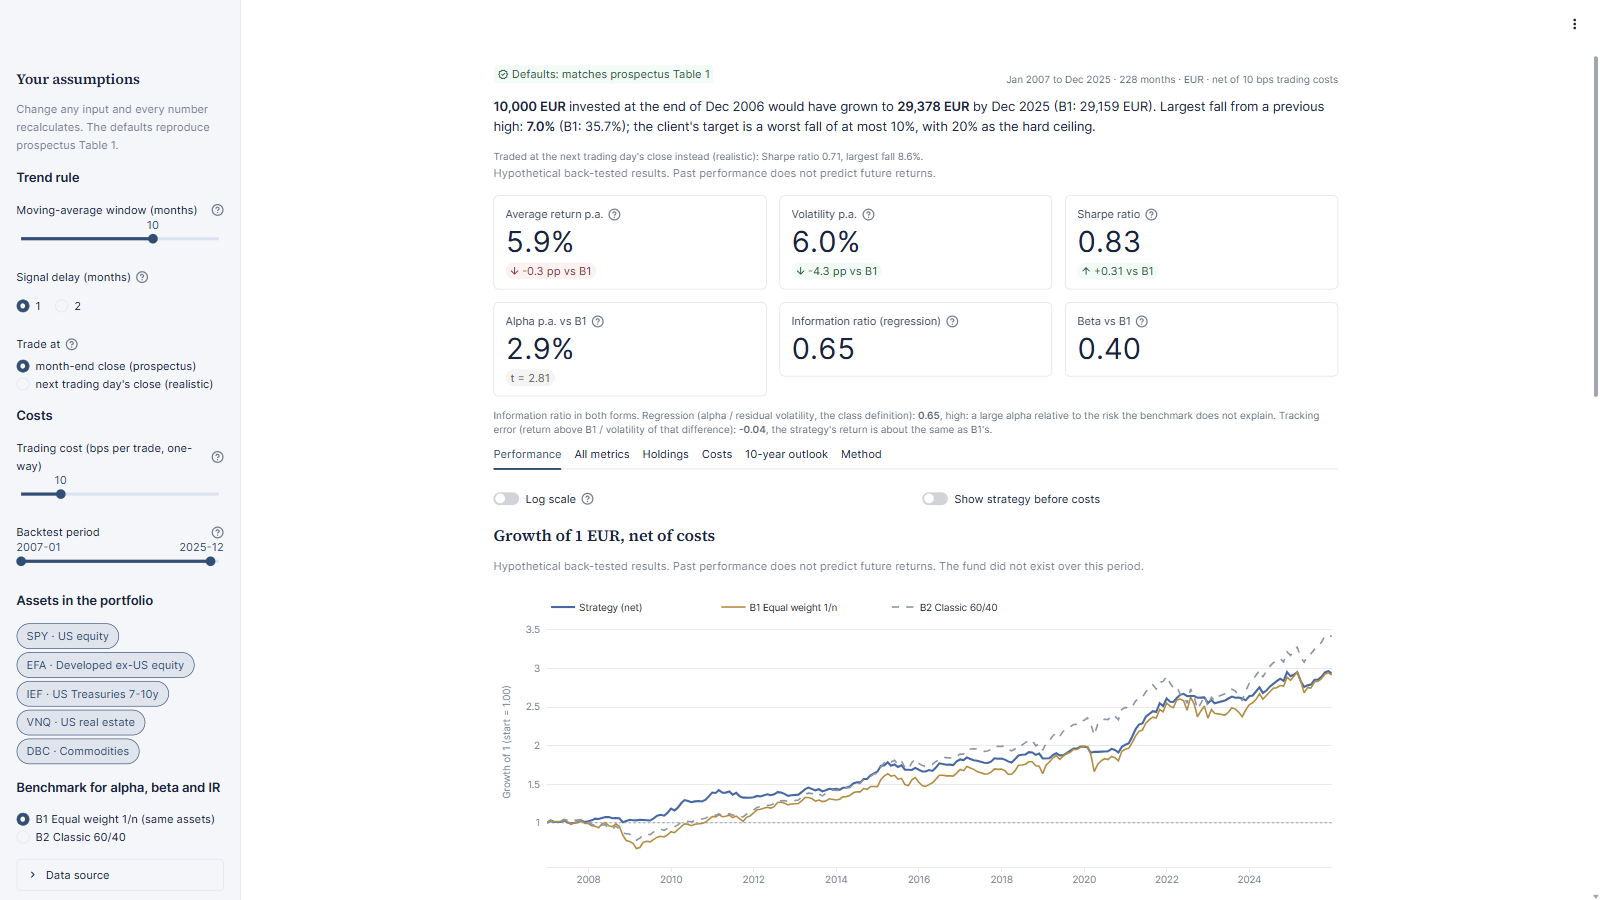 Your assumptions
Change any input and every number
recalculates. The defaults reproduce
prospectus Table 1.
Trend rule
Moving-average window (months)
10
Signal delay (months)
1
2
Trade at
month-end close (prospectus)
next trading day's close (realistic)
Costs
Trading cost (bps per trade, one-
way)
10
Backtest period
2007-01 2025-12
Assets in the portfolio
SPY · US equity
EFA · Developed ex-US equity
IEF · US Treasuries 7-10y
VNQ · US real estate
DBC · Commodities
Benchmark for alpha, beta and IR
B1 Equal weight 1/n (same assets)
B2 Classic 60/40
Data source
Defaults: matches prospectus Table 1
Jan 2007 to Dec 2025 · 228 months · EUR · net of 10 bps trading costs
10,000 EUR invested at the end of Dec 2006 would have grown to 29,378 EUR by Dec 2025 (B1: 29,159 EUR). Largest fall from a previous
high: 7.0% (B1: 35.7%); the client's target is a worst fall of at most 10%, with 20% as the hard ceiling.
Traded at the next trading day's close instead (realistic): Sharpe ratio 0.71, largest fall 8.6%.
Hypothetical back-tested results. Past performance does not predict future returns.
Average return p.a.
5.9%
↓ -0.3 pp vs B1
Volatility p.a.
6.0%
↓ -4.3 pp vs B1
Sharpe ratio
0.83
↑ +0.31 vs B1
Alpha p.a. vs B1
2.9%
t = 2.81
Information ratio (regression)
0.65
Beta vs B1
0.40
Information ratio in both forms. Regression (alpha / residual volatility, the class definition): 0.65, high: a large alpha relative to the risk the benchmark does not explain. Tracking
error (return above B1 / volatility of that difference): -0.04, the strategy's return is about the same as B1's.
Performance All metrics Holdings Costs 10-year outlook Method
Log scale
Show strategy before costs
Growth of 1 EUR, net of costs
Hypothetical back-tested results. Past performance does not predict future returns. The fund did not exist over this period.
Strategy (net) B1 Equal weight 1/n B2 Classic 60/40
Growth of 1 (start = 1.00)
3.5
3
2.5
2
1.5
1
2008 2010 2012 2014 2016 2018 2020 2022 2024